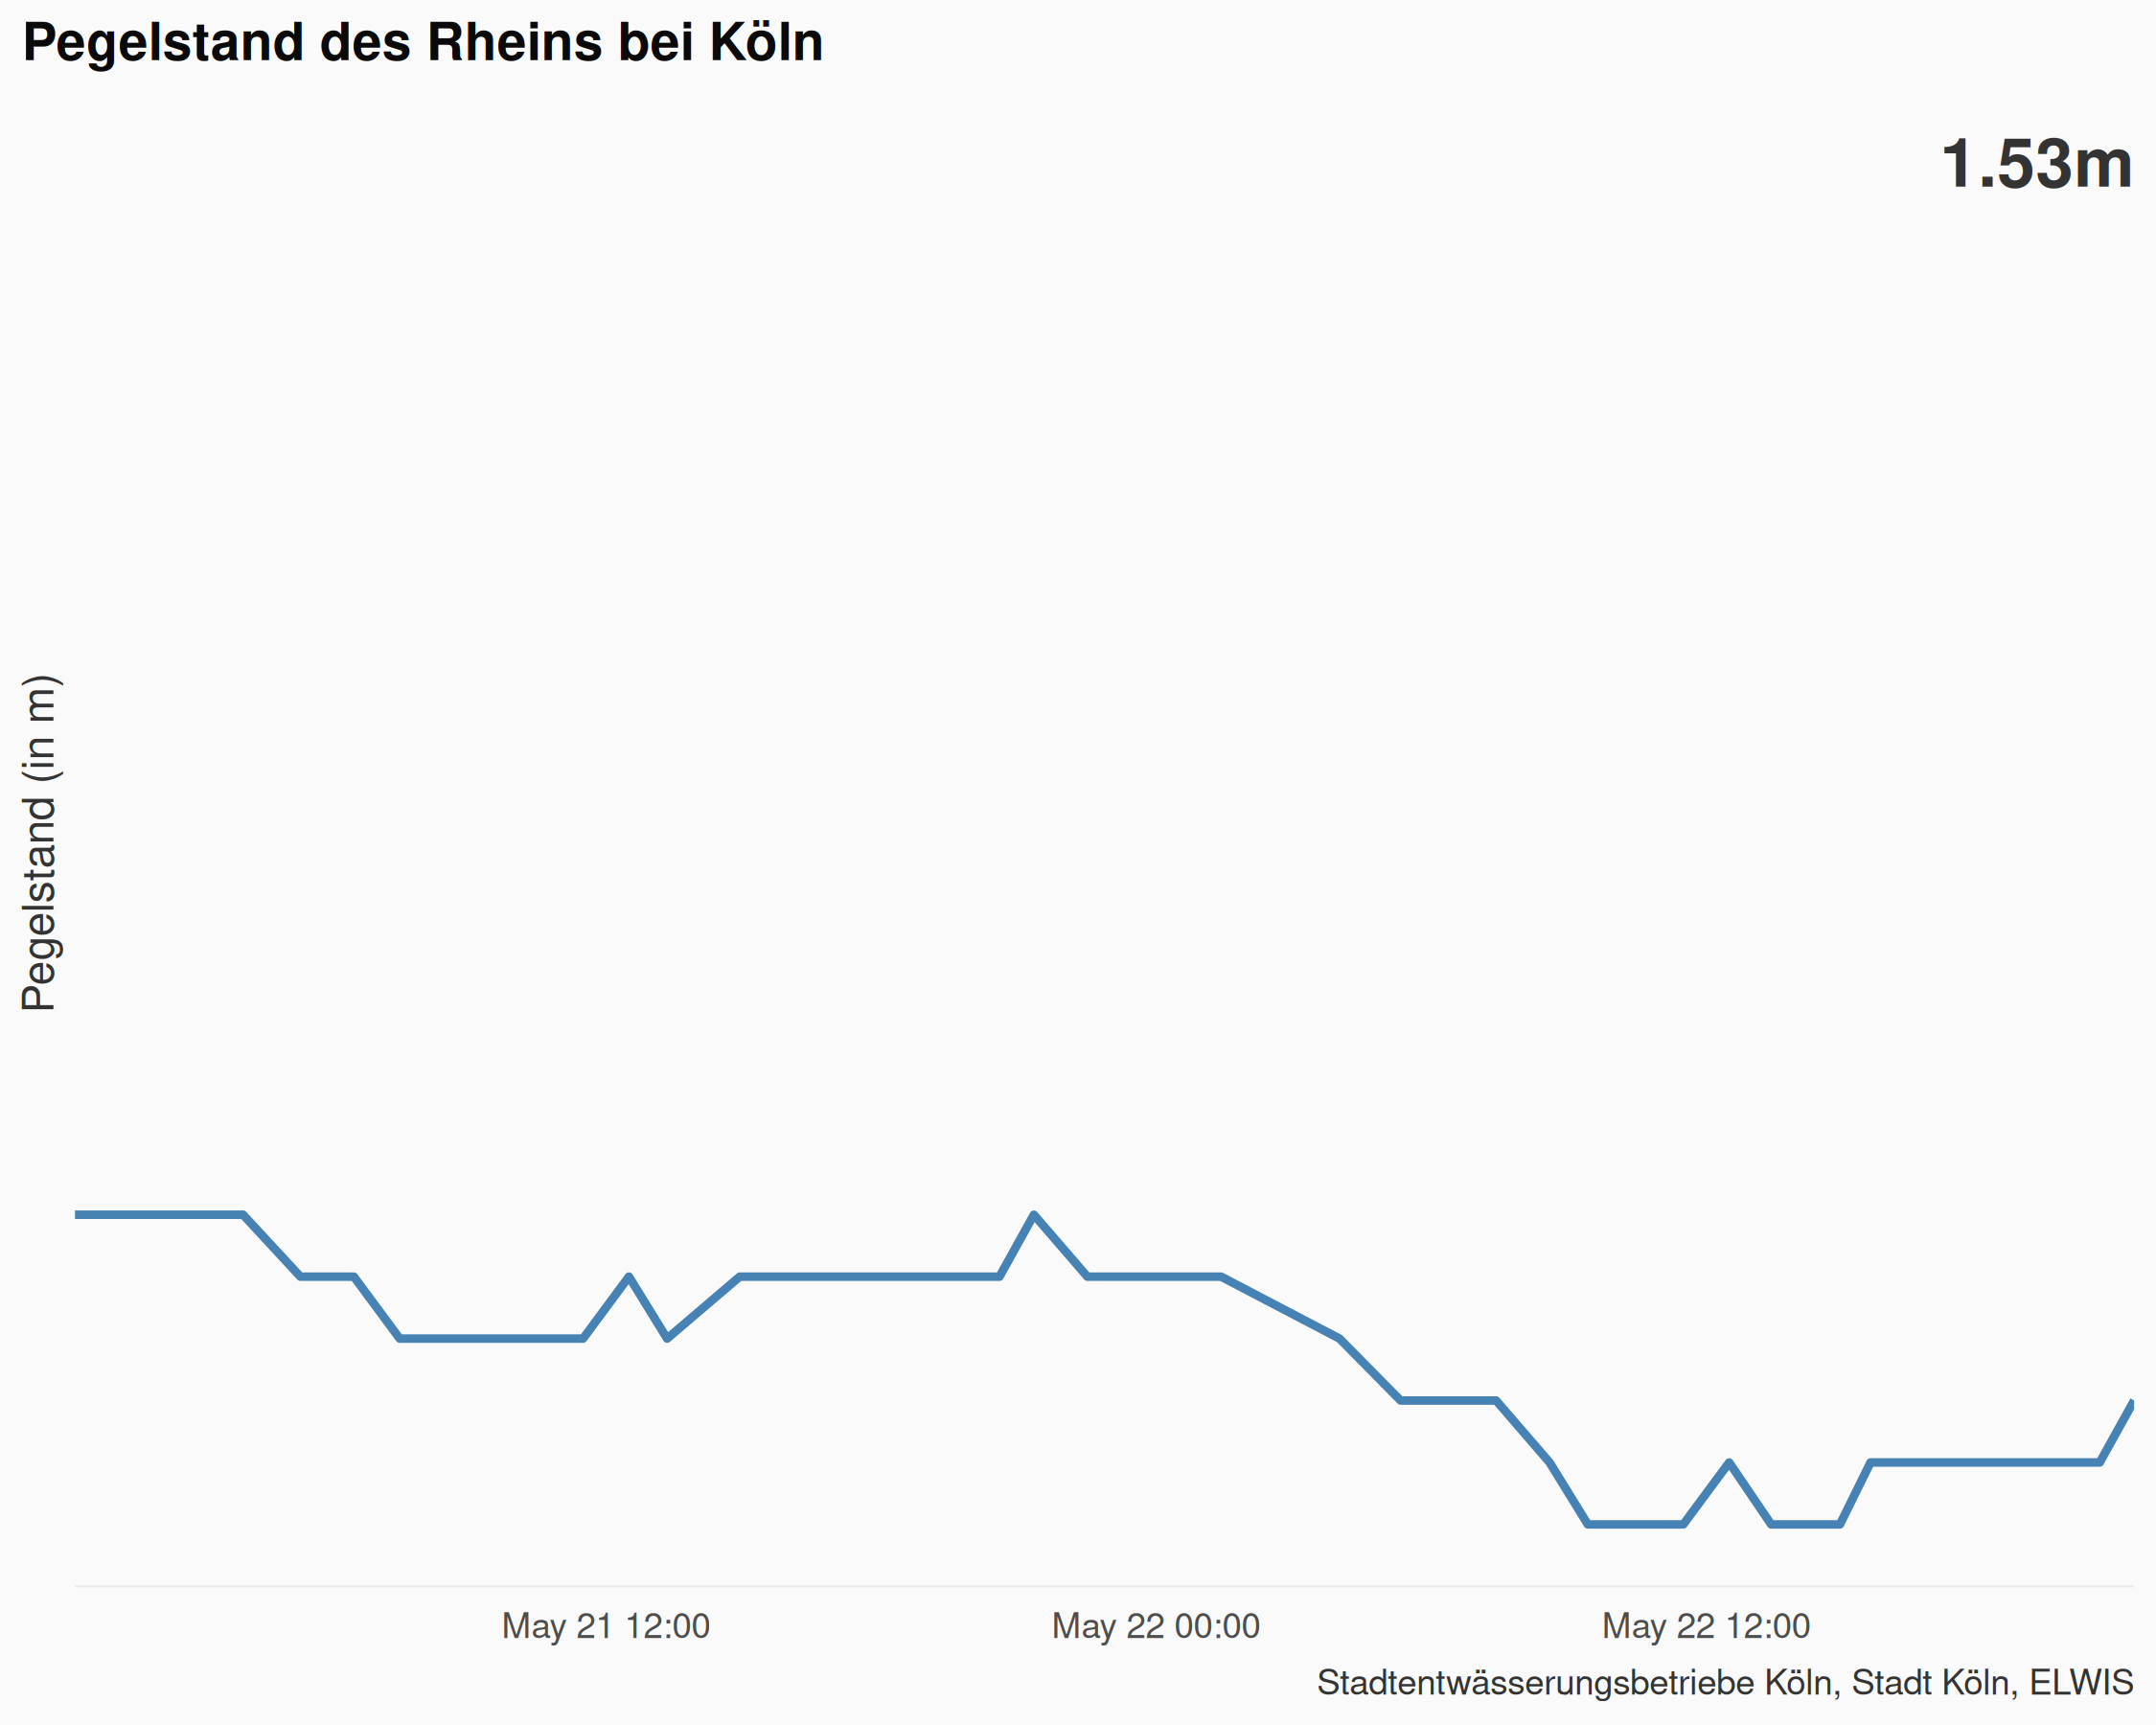 Pegelstand des Rheins bei Köln
1.53m
Pegelstand (in m)
May 21 12:00
May 22 00:00
May 22 12:00
Stadtentwässerungsbetriebe Köln, Stadt Köln, ELWIS